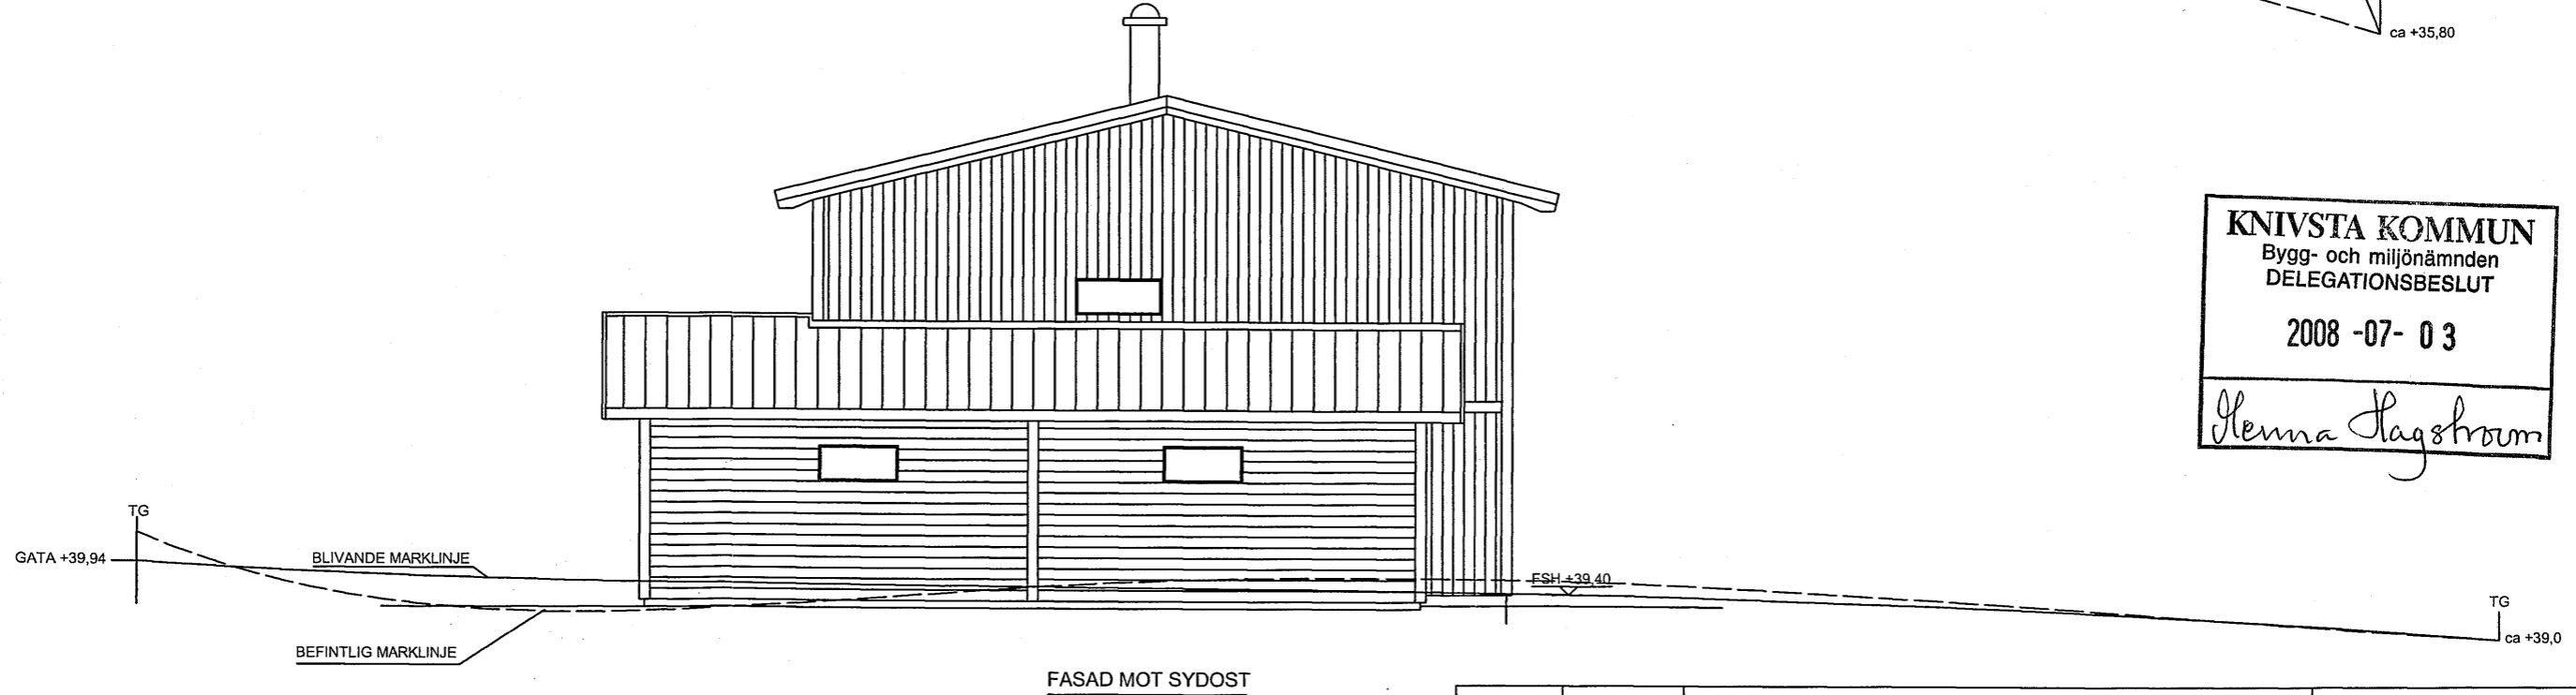 ca +35,80
KNIVSTA KOMMUN
Bygg- och miljönämnden
DELEGATIONSBESLUT
2008 -07- 03
Henna Hagstroum
TG
GATA +39,94
BLIVANDE MARKLINJE
FSH +39,40
TG
ca +39,0
BEFINTLIG MARKLINJE
FASAD MOT SYDOST